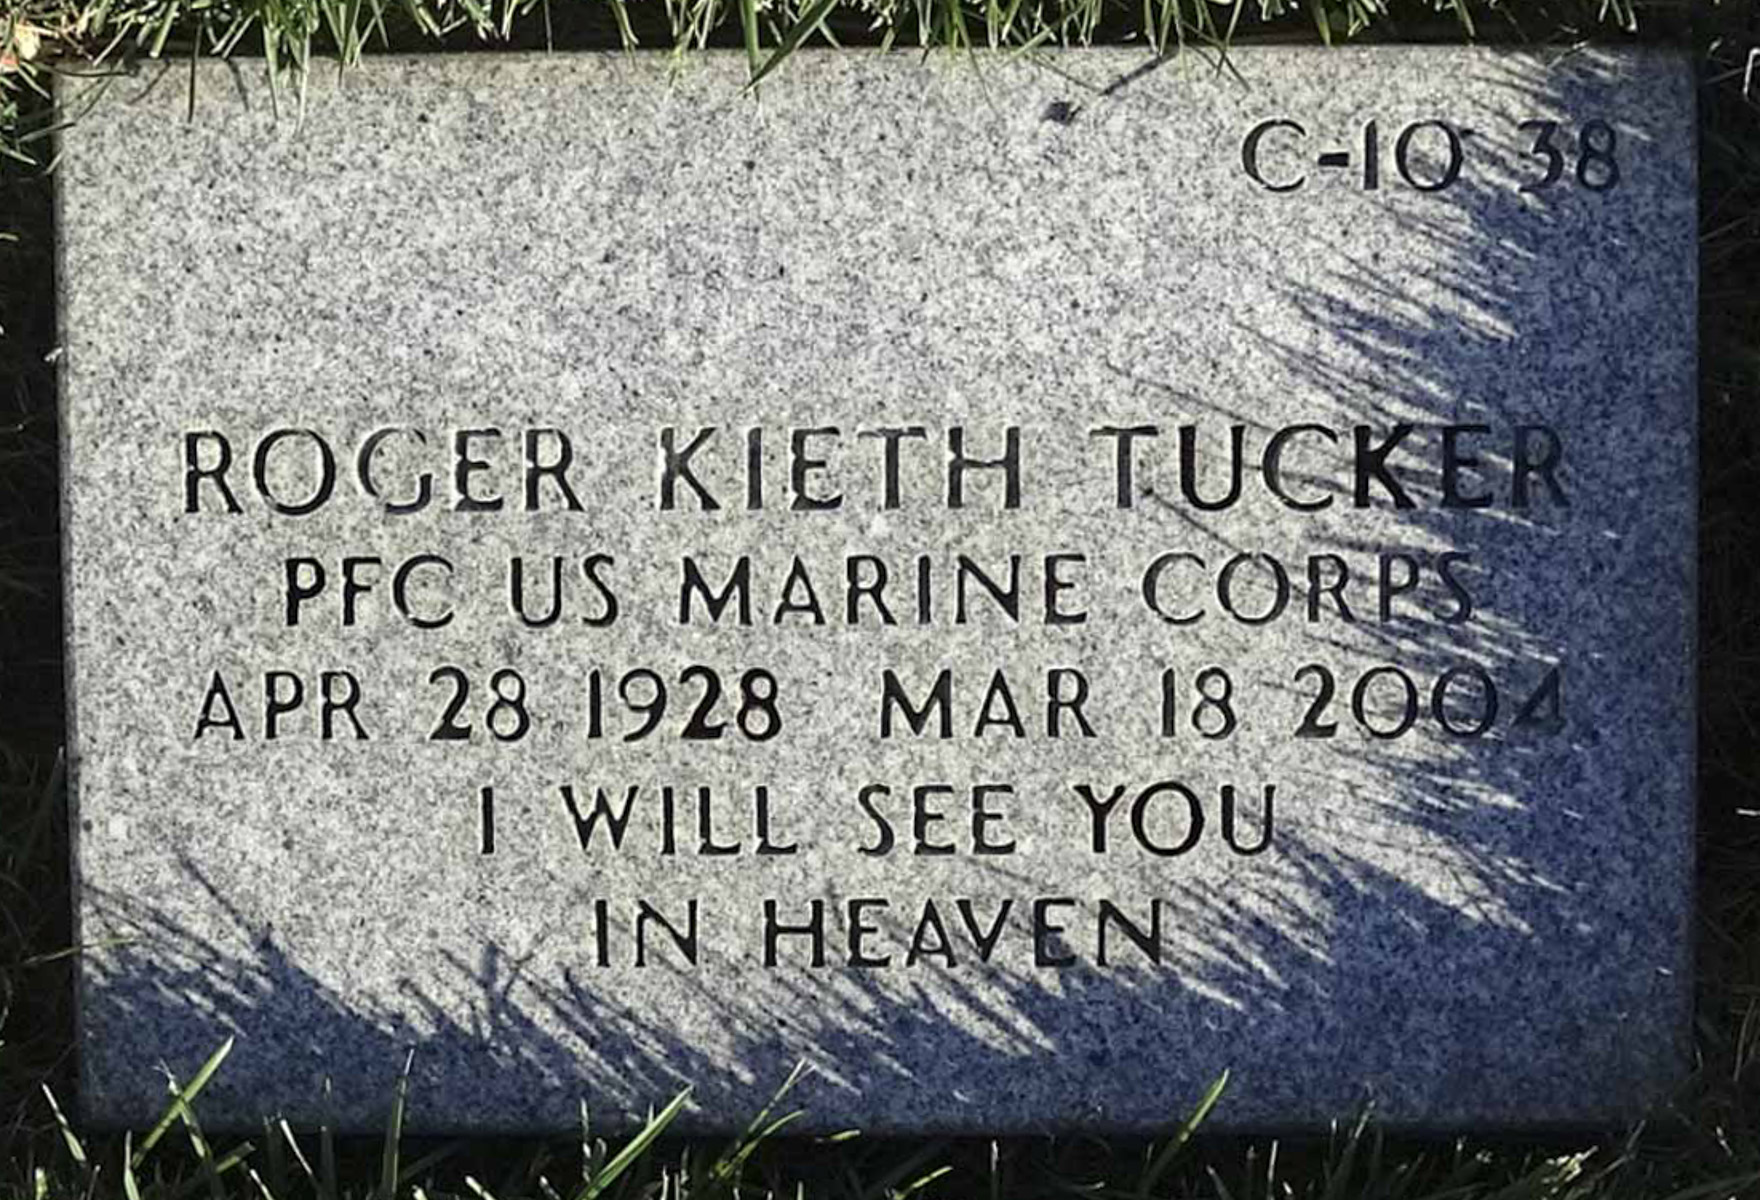 C-10 38
ROGER KIETH TUCKER
PFC US MARINE CORPS
APR 28 1928 MAR 18 2004
I WILL SEE YOU
IN HEAVEN